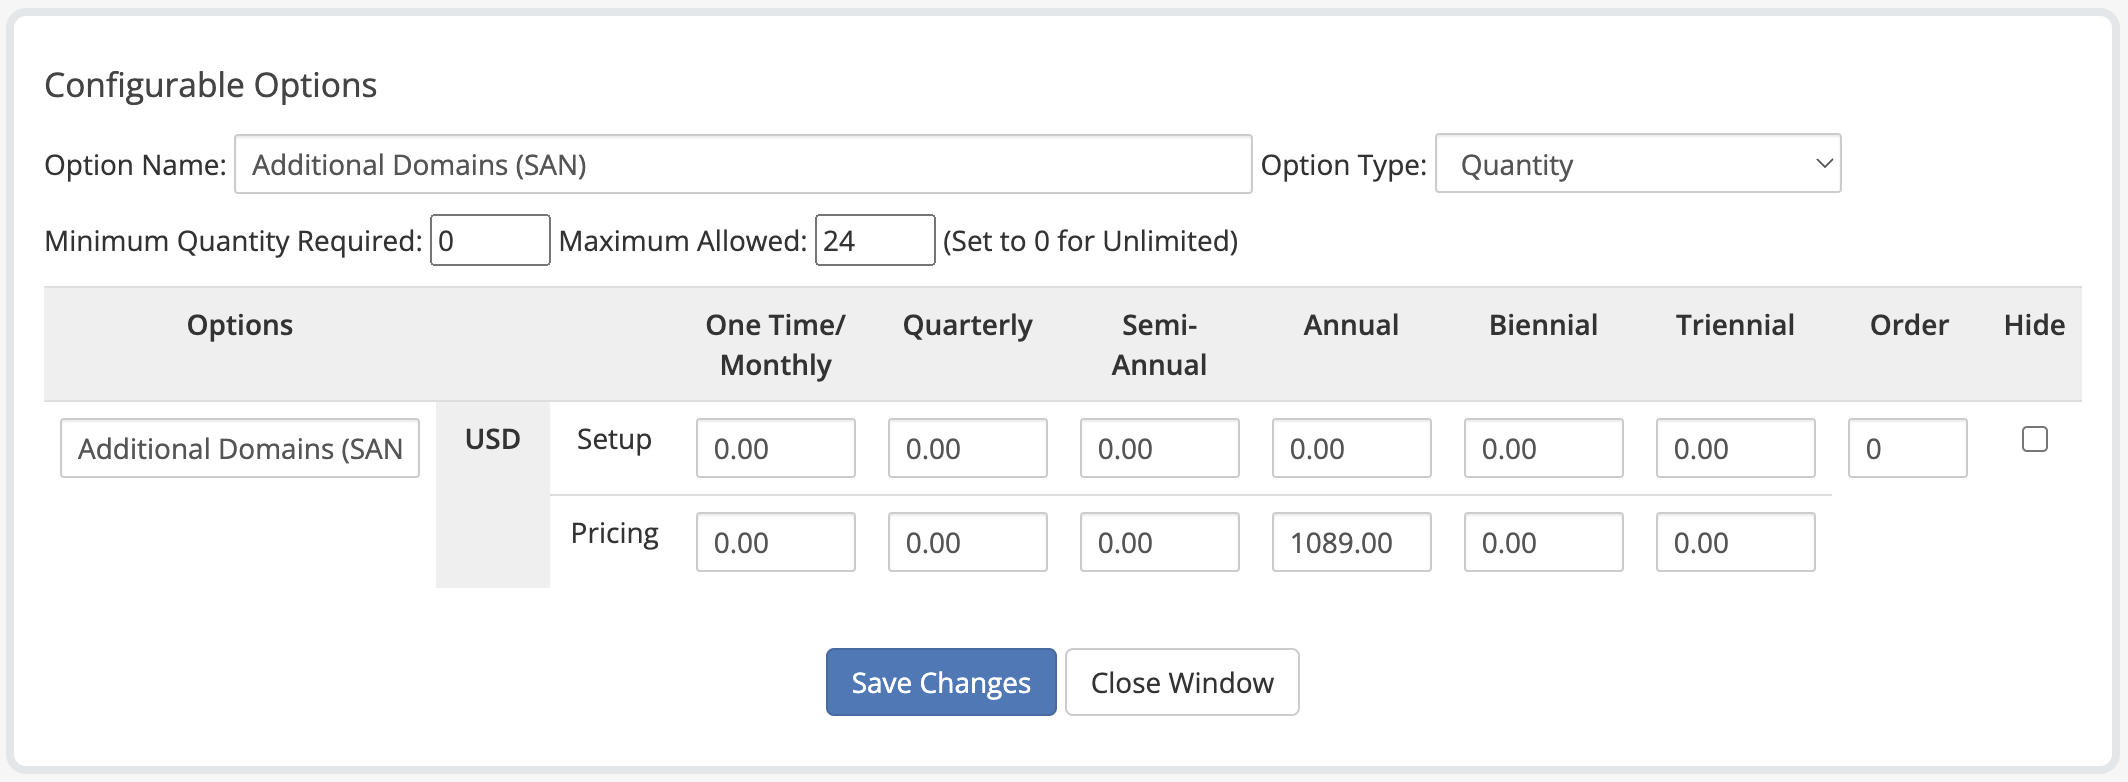 Configurable Options
Option Name: Additional Domains (SAN) Option Type: Quantity
Minimum Quantity Required: 0 Maximum Allowed: 24 (Set to 0 for Unlimited)
Options One Time/ Monthly Quarterly Semi- Annual Annual Biennial Triennial Order Hide
Additional Domains (SAN USD Setup 0.00 0.00 0.00 0.00 0.00 0.00 0
Pricing 0.00 0.00 0.00 1089.00 0.00 0.00
Save Changes Close Window